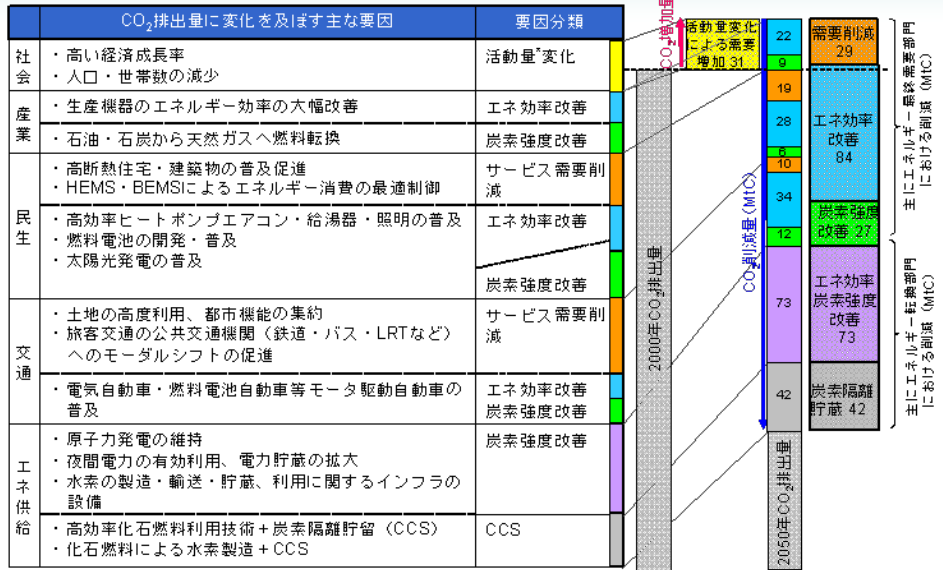 CO₂排出量に変化を及ぼす主な要因
要因分類
社会
・高い経済成長率
・人口・世帯数の減少
活動量*変化
産業
・生産機器のエネルギー効率の大幅改善
エネ効率改善
・石油・石炭から天然ガスへ燃料転換
炭素強度改善
民生
・高断熱住宅・建築物の普及促進
・HEMS・BEMSによるエネルギー消費の最適制御
サービス需要削
減
・高効率ヒートポンプエアコン・給湯器・照明の普及
・燃料電池の開発・普及
・太陽光発電の普及
エネ効率改善
炭素強度改善
交通
・土地の高度利用、都市機能の集約
・旅客交通の公共交通機関（鉄道・バス・LRTなど）
へのモーダルシフトの促進
サービス需要削
減
・電気自動車・燃料電池自動車等モータ駆動自動車の
普及
エネ効率改善
炭素強度改善
エネ供給
・原子力発電の維持
・夜間電力の有効利用、電力貯蔵の拡大
・水素の製造・輸送・貯蔵、利用に関するインフラの
設備
炭素強度改善
・高効率化石燃料利用技術＋炭素隔離貯留（CCS）
・化石燃料による水素製造＋CCS
CCS
2000年CO₂排出量
CO₂増加量
活動量変化
による需要
増加 31
CO₂削減量(MtC)
22
9
19
28
6
10
34
12
73
42
2050年CO₂排出量
需要削減
29
エネ効率
改善
84
炭素強度
改善 27
エネ効率
炭素強度
改善
73
炭素隔離
貯蔵 42
主にエネルギー最終需要部門
における削減（MtC）
主にエネルギー転換部門
における削減（MtC）